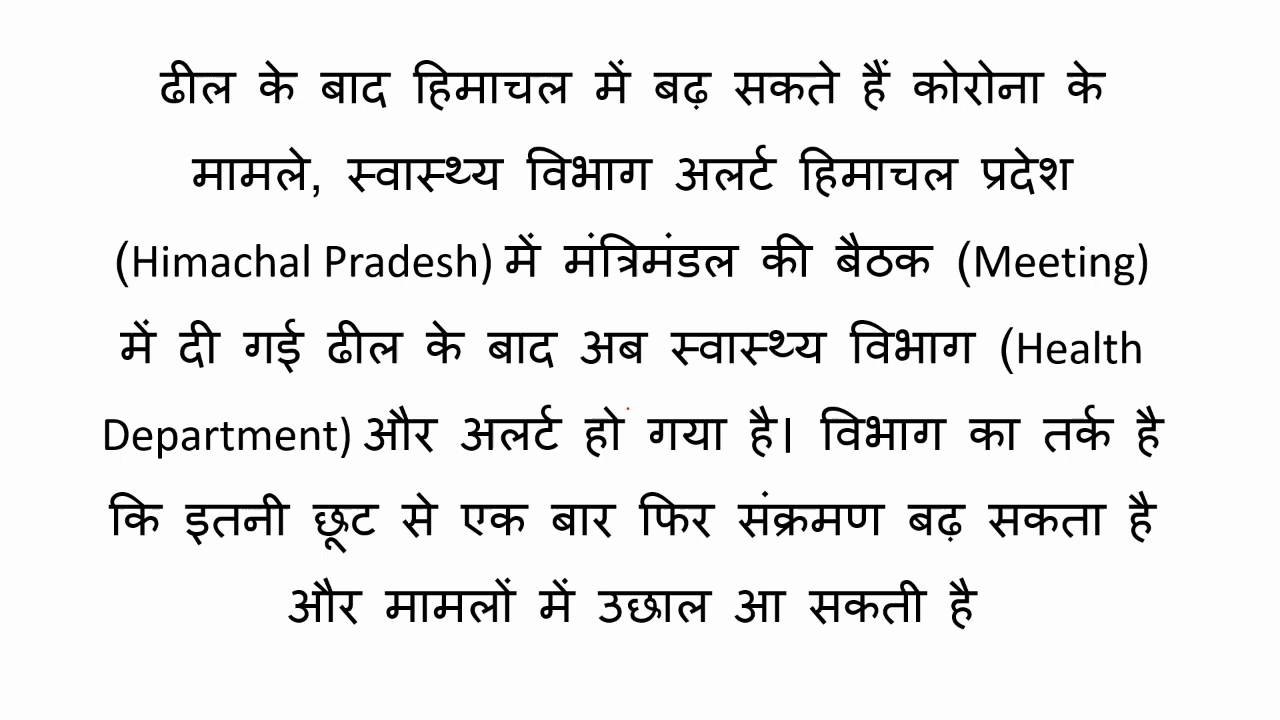 ढील के बाद हिमाचल में बढ़ सकते हैं कोरोना के
मामले, स्वास्थ्य विभाग अलर्ट हिमाचल प्रदेश
(Himachal Pradesh) में मंत्रिमंडल की बैठक (Meeting)
में दी गई ढील के बाद अब स्वास्थ्य विभाग (Health
Department) और अलर्ट हो गया है। विभाग का तर्क है
कि इतनी छूट से एक बार फिर संक्रमण बढ़ सकता है
और मामलों में उछाल आ सकती है